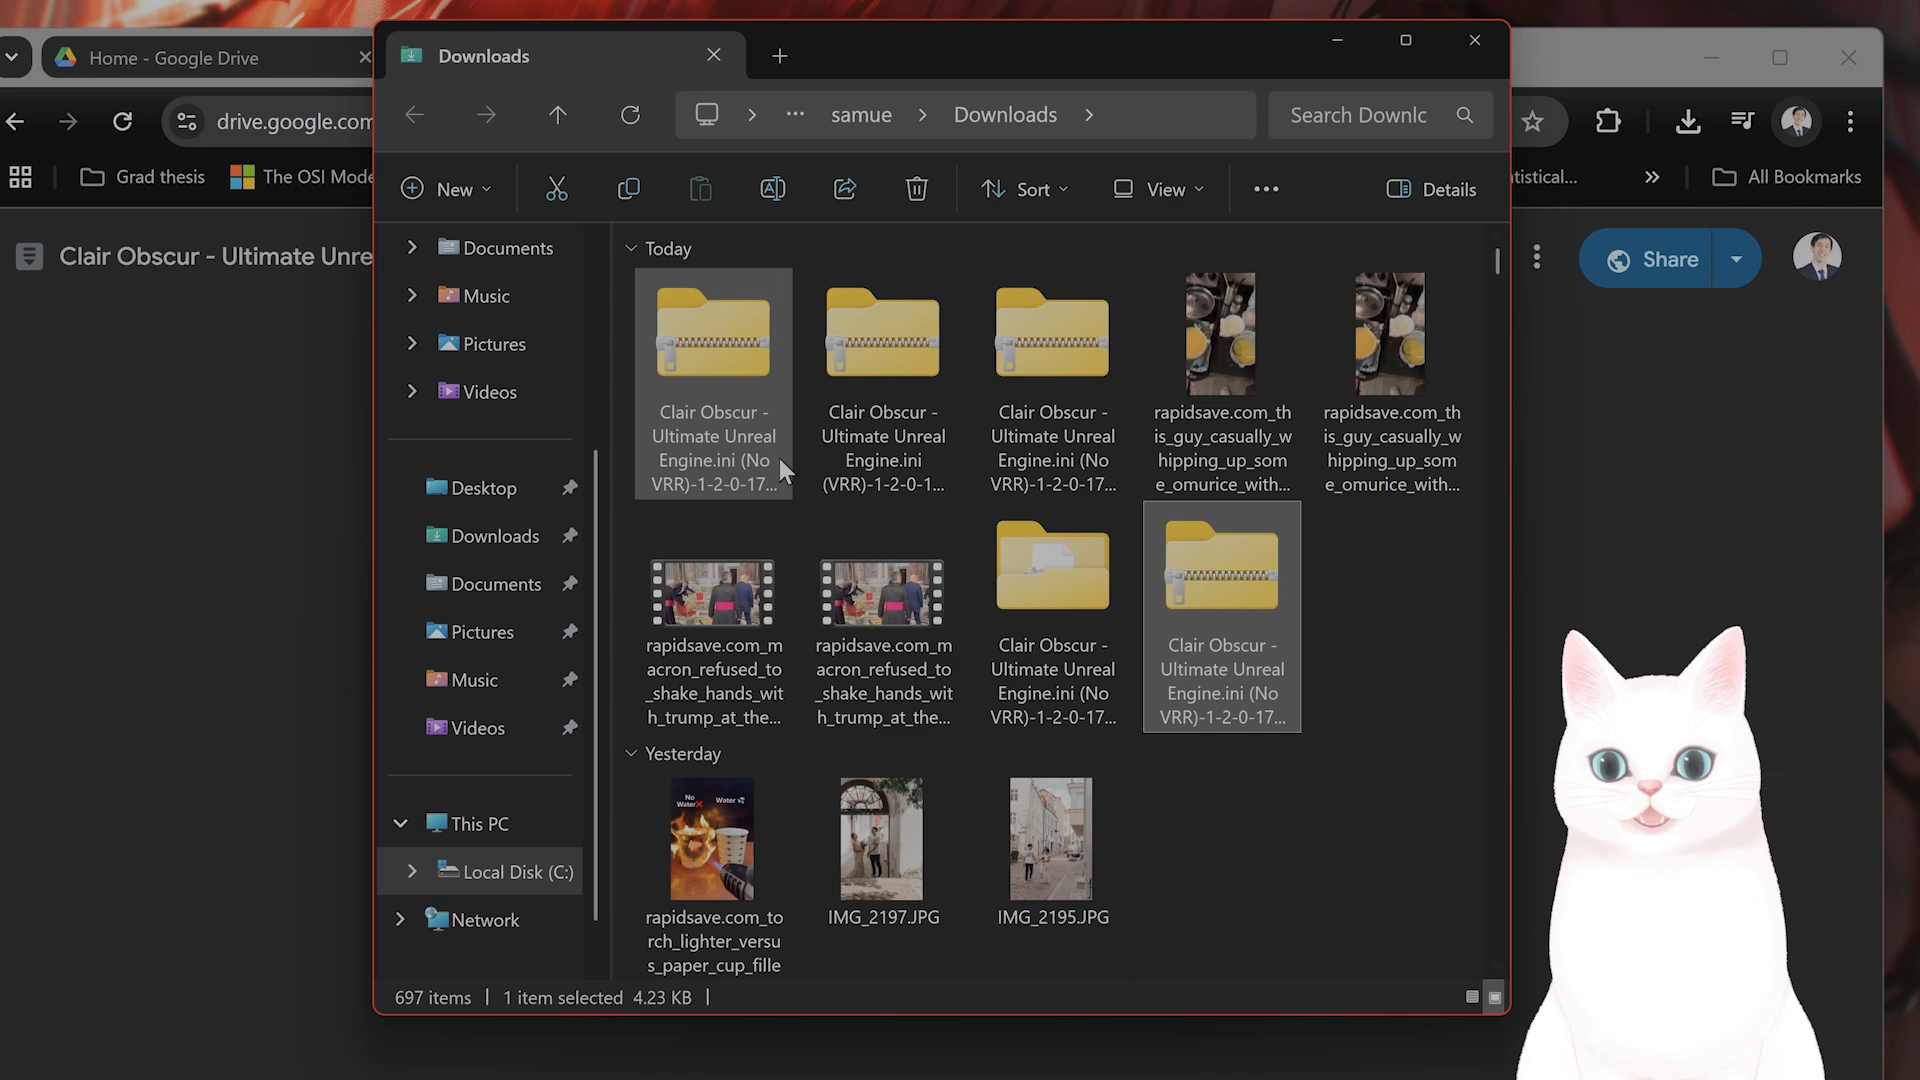 Home - Google Drive
drive.google.com
Grad thesis
The OSI Mode
tistical...
All Bookmarks
Clair Obscur - Ultimate Unre
Share
Downloads
samue
Downloads
Search Downlc
New
Sort
View
Details
Documents
Music
Pictures
Videos
Desktop
Downloads
Documents
Pictures
Music
Videos
This PC
Local Disk (C:)
Network
Today
Clair Obscur -
Ultimate Unreal
Engine.ini (No
VRR)-1-2-0-17...
Clair Obscur -
Ultimate Unreal
Engine.ini
(VRR)-1-2-0-1...
Clair Obscur -
Ultimate Unreal
Engine.ini (No
VRR)-1-2-0-17...
rapidsave.com_th
is_guy_casually_w
hipping_up_som
e_omurice_with...
rapidsave.com_th
is_guy_casually_w
hipping_up_som
e_omurice_with...
rapidsave.com_m
acron_refused_to
_shake_hands_wit
h_trump_at_the...
rapidsave.com_m
acron_refused_to
_shake_hands_wit
h_trump_at_the...
Clair Obscur -
Ultimate Unreal
Engine.ini (No
VRR)-1-2-0-17...
Clair Obscur -
Ultimate Unreal
Engine.ini (No
VRR)-1-2-0-17...
Yesterday
No
Water
Water
rapidsave.com_to
rch_lighter_versu
s_paper_cup_fille
IMG_2197.JPG
IMG_2195.JPG
697 items
1 item selected 4.23 KB